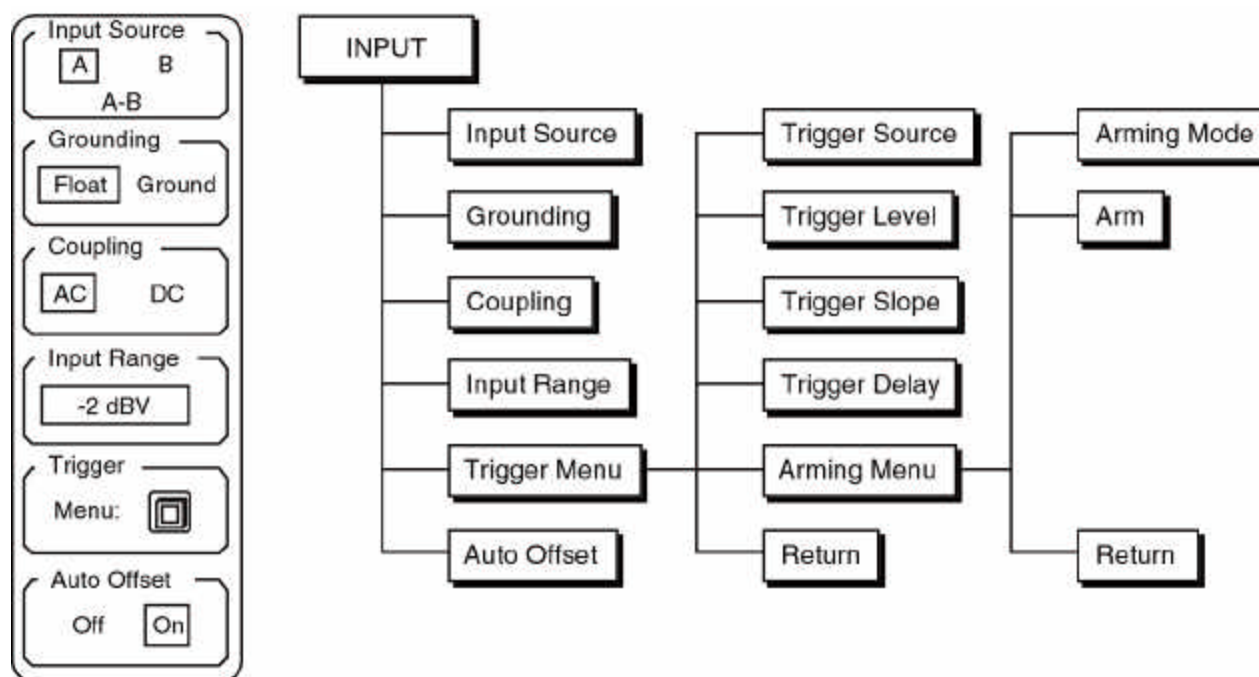 Input Source
A B
A-B
Grounding
Float Ground
Coupling
AC DC
Input Range
-2 dBV
Trigger
Menu:
Auto Offset
Off On
INPUT
Input Source
Grounding
Coupling
Input Range
Trigger Menu
Auto Offset
Trigger Source
Trigger Level
Trigger Slope
Trigger Delay
Arming Menu
Return
Arming Mode
Arm
Return